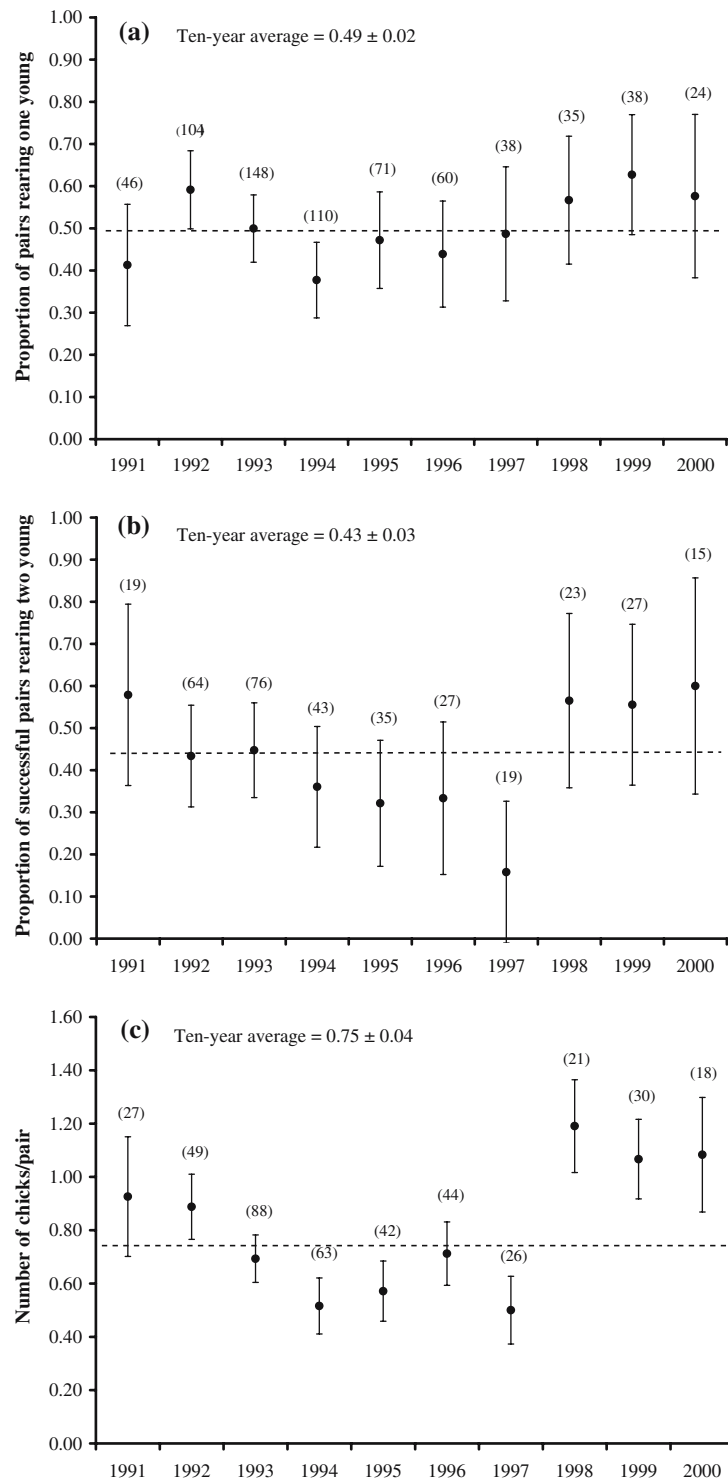 (a) Ten-year average = 0.49 ± 0.02
Proportion of pairs rearing one young
1.00
0.90
0.80
0.70
0.60
0.50
0.40
0.30
0.20
0.10
0.00
(46) (104) (148) (110) (71) (60) (38) (35) (38) (24)
1991 1992 1993 1994 1995 1996 1997 1998 1999 2000
(b) Ten-year average = 0.43 ± 0.03
Proportion of successful pairs rearing two young
1.00
0.90
0.80
0.70
0.60
0.50
0.40
0.30
0.20
0.10
0.00
(19) (64) (76) (43) (35) (27) (19) (23) (27) (15)
1991 1992 1993 1994 1995 1996 1997 1998 1999 2000
(c) Ten-year average = 0.75 ± 0.04
Number of chicks/pair
1.60
1.40
1.20
1.00
0.80
0.60
0.40
0.20
0.00
(27) (49) (88) (63) (42) (44) (26) (21) (30) (18)
1991 1992 1993 1994 1995 1996 1997 1998 1999 2000